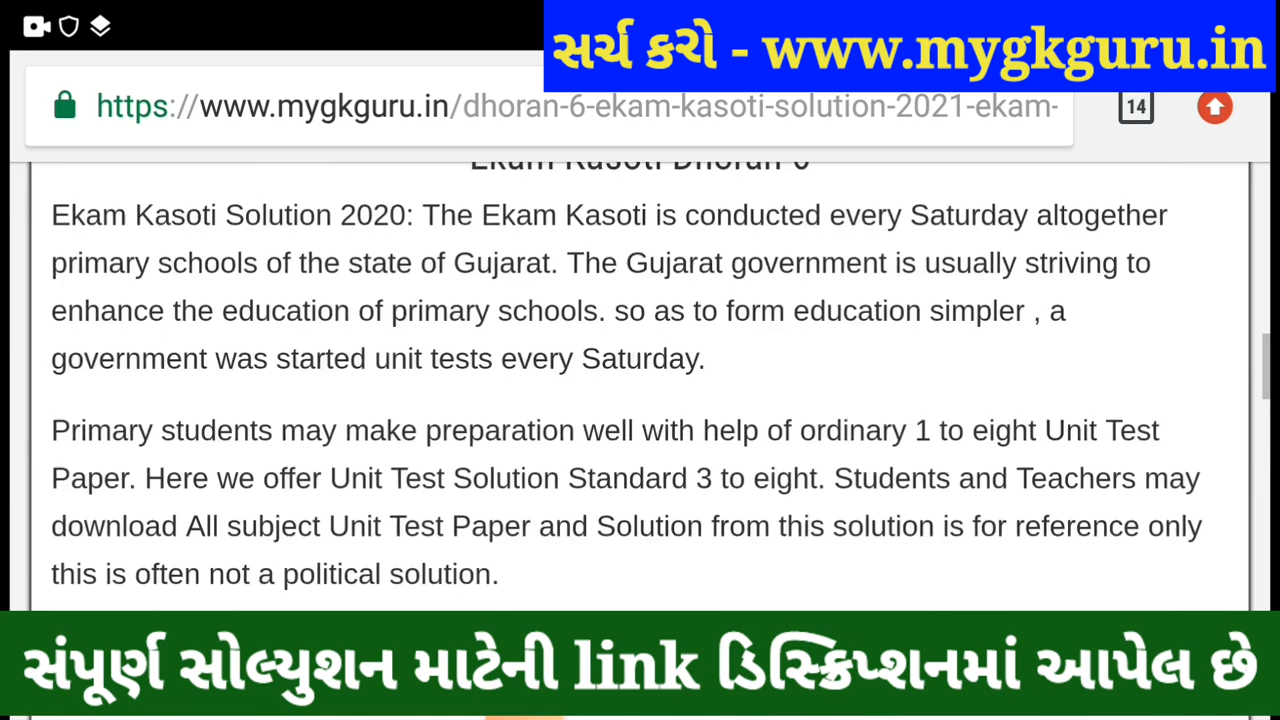 સર્ચ કરો - www.mygkguru.in
https://www.mygkguru.in/dhoran-6-ekam-kasoti-solution-2021-ekam-
14
Ekam Kasoti Dhoran 6
Ekam Kasoti Solution 2020: The Ekam Kasoti is conducted every Saturday altogether
primary schools of the state of Gujarat. The Gujarat government is usually striving to
enhance the education of primary schools. so as to form education simpler , a
government was started unit tests every Saturday.
Primary students may make preparation well with help of ordinary 1 to eight Unit Test
Paper. Here we offer Unit Test Solution Standard 3 to eight. Students and Teachers may
download All subject Unit Test Paper and Solution from this solution is for reference only
this is often not a political solution.
સંપૂર્ણ સોલ્યુશન માટેની link ડિસ્ક્રિપ્શનમાં આપેલ છે